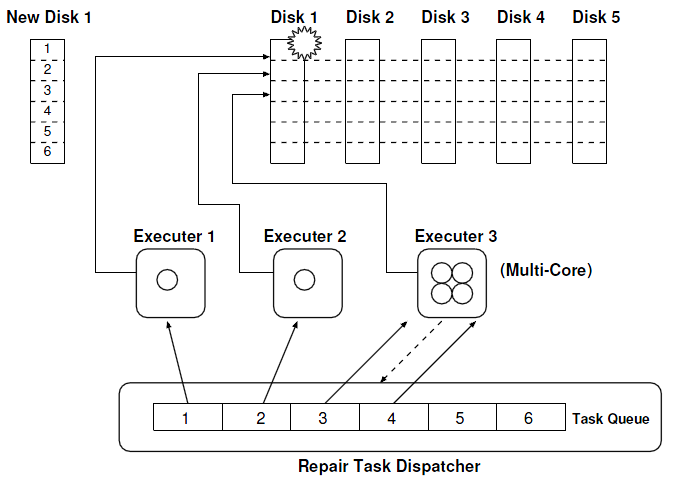 New Disk 1 Disk 1 Disk 2 Disk 3 Disk 4 Disk 5
1
2
3
4
5
6
Executer 1 Executer 2 Executer 3
(Multi-Core)
1 2 3 4 5 6 Task Queue
Repair Task Dispatcher